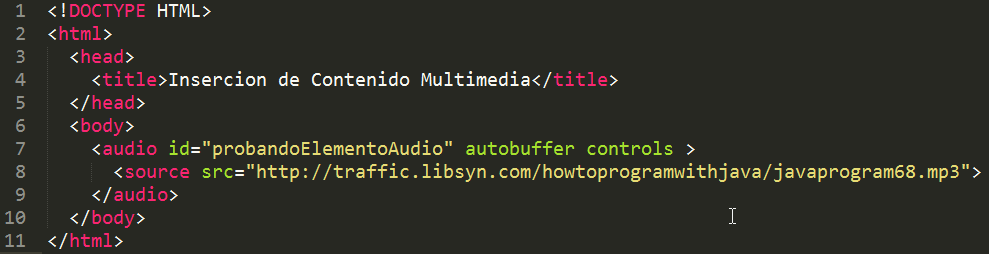 1 <!DOCTYPE HTML>
2 <html>
3   <head>
4     <title>Insercion de Contenido Multimedia</title>
5   </head>
6   <body>
7     <audio id="probandoElementoAudio" autobuffer controls >
8       <source src="http://traffic.libsyn.com/howtoprogramwithjava/javaprogram68.mp3">
9     </audio>
10   </body>
11 </html>